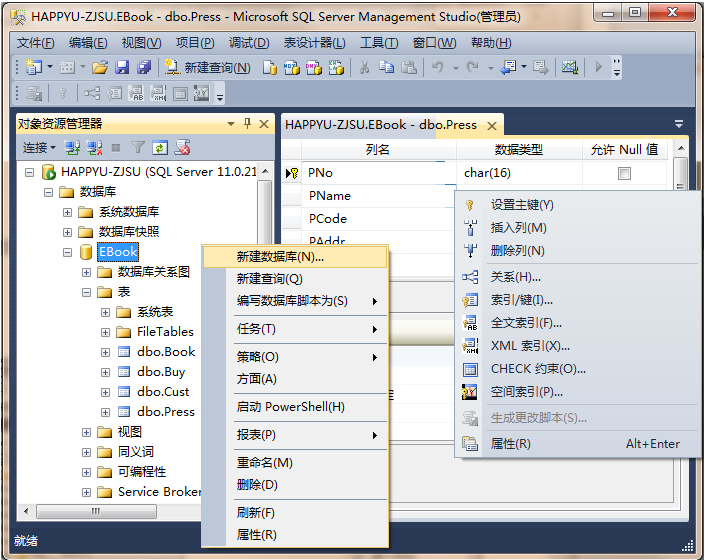 HAPPYU-ZJSU.EBook - dbo.Press - Microsoft SQL Server Management Studio(管理员)
文件(F) 编辑(E) 视图(V) 项目(P) 调试(D) 表设计器(L) 工具(T) 窗口(W) 帮助(H)
新建查询(N)
对象资源管理器
连接
HAPPYU-ZJSU (SQL Server 11.0.21
数据库
系统数据库
数据库快照
EBook
数据库关系图
表
系统表
FileTables
dbo.Book
dbo.Buy
dbo.Cust
dbo.Press
视图
同义词
可编程性
Service Broker
HAPPYU-ZJSU.EBook - dbo.Press
列名 数据类型 允许 Null 值
PNo char(16)
PName
PCode
PAddr
新建数据库(N)...
新建查询(Q)
编写数据库脚本为(S)
任务(T)
策略(O)
方面(A)
启动 PowerShell(H)
报表(P)
重命名(M)
删除(D)
刷新(F)
属性(R)
设置主键(Y)
插入列(M)
删除列(N)
关系(H)...
索引/键(I)...
全文索引(F)...
XML 索引(X)...
CHECK 约束(O)...
空间索引(P)...
生成更改脚本(S)...
属性(R) Alt+Enter
就绪